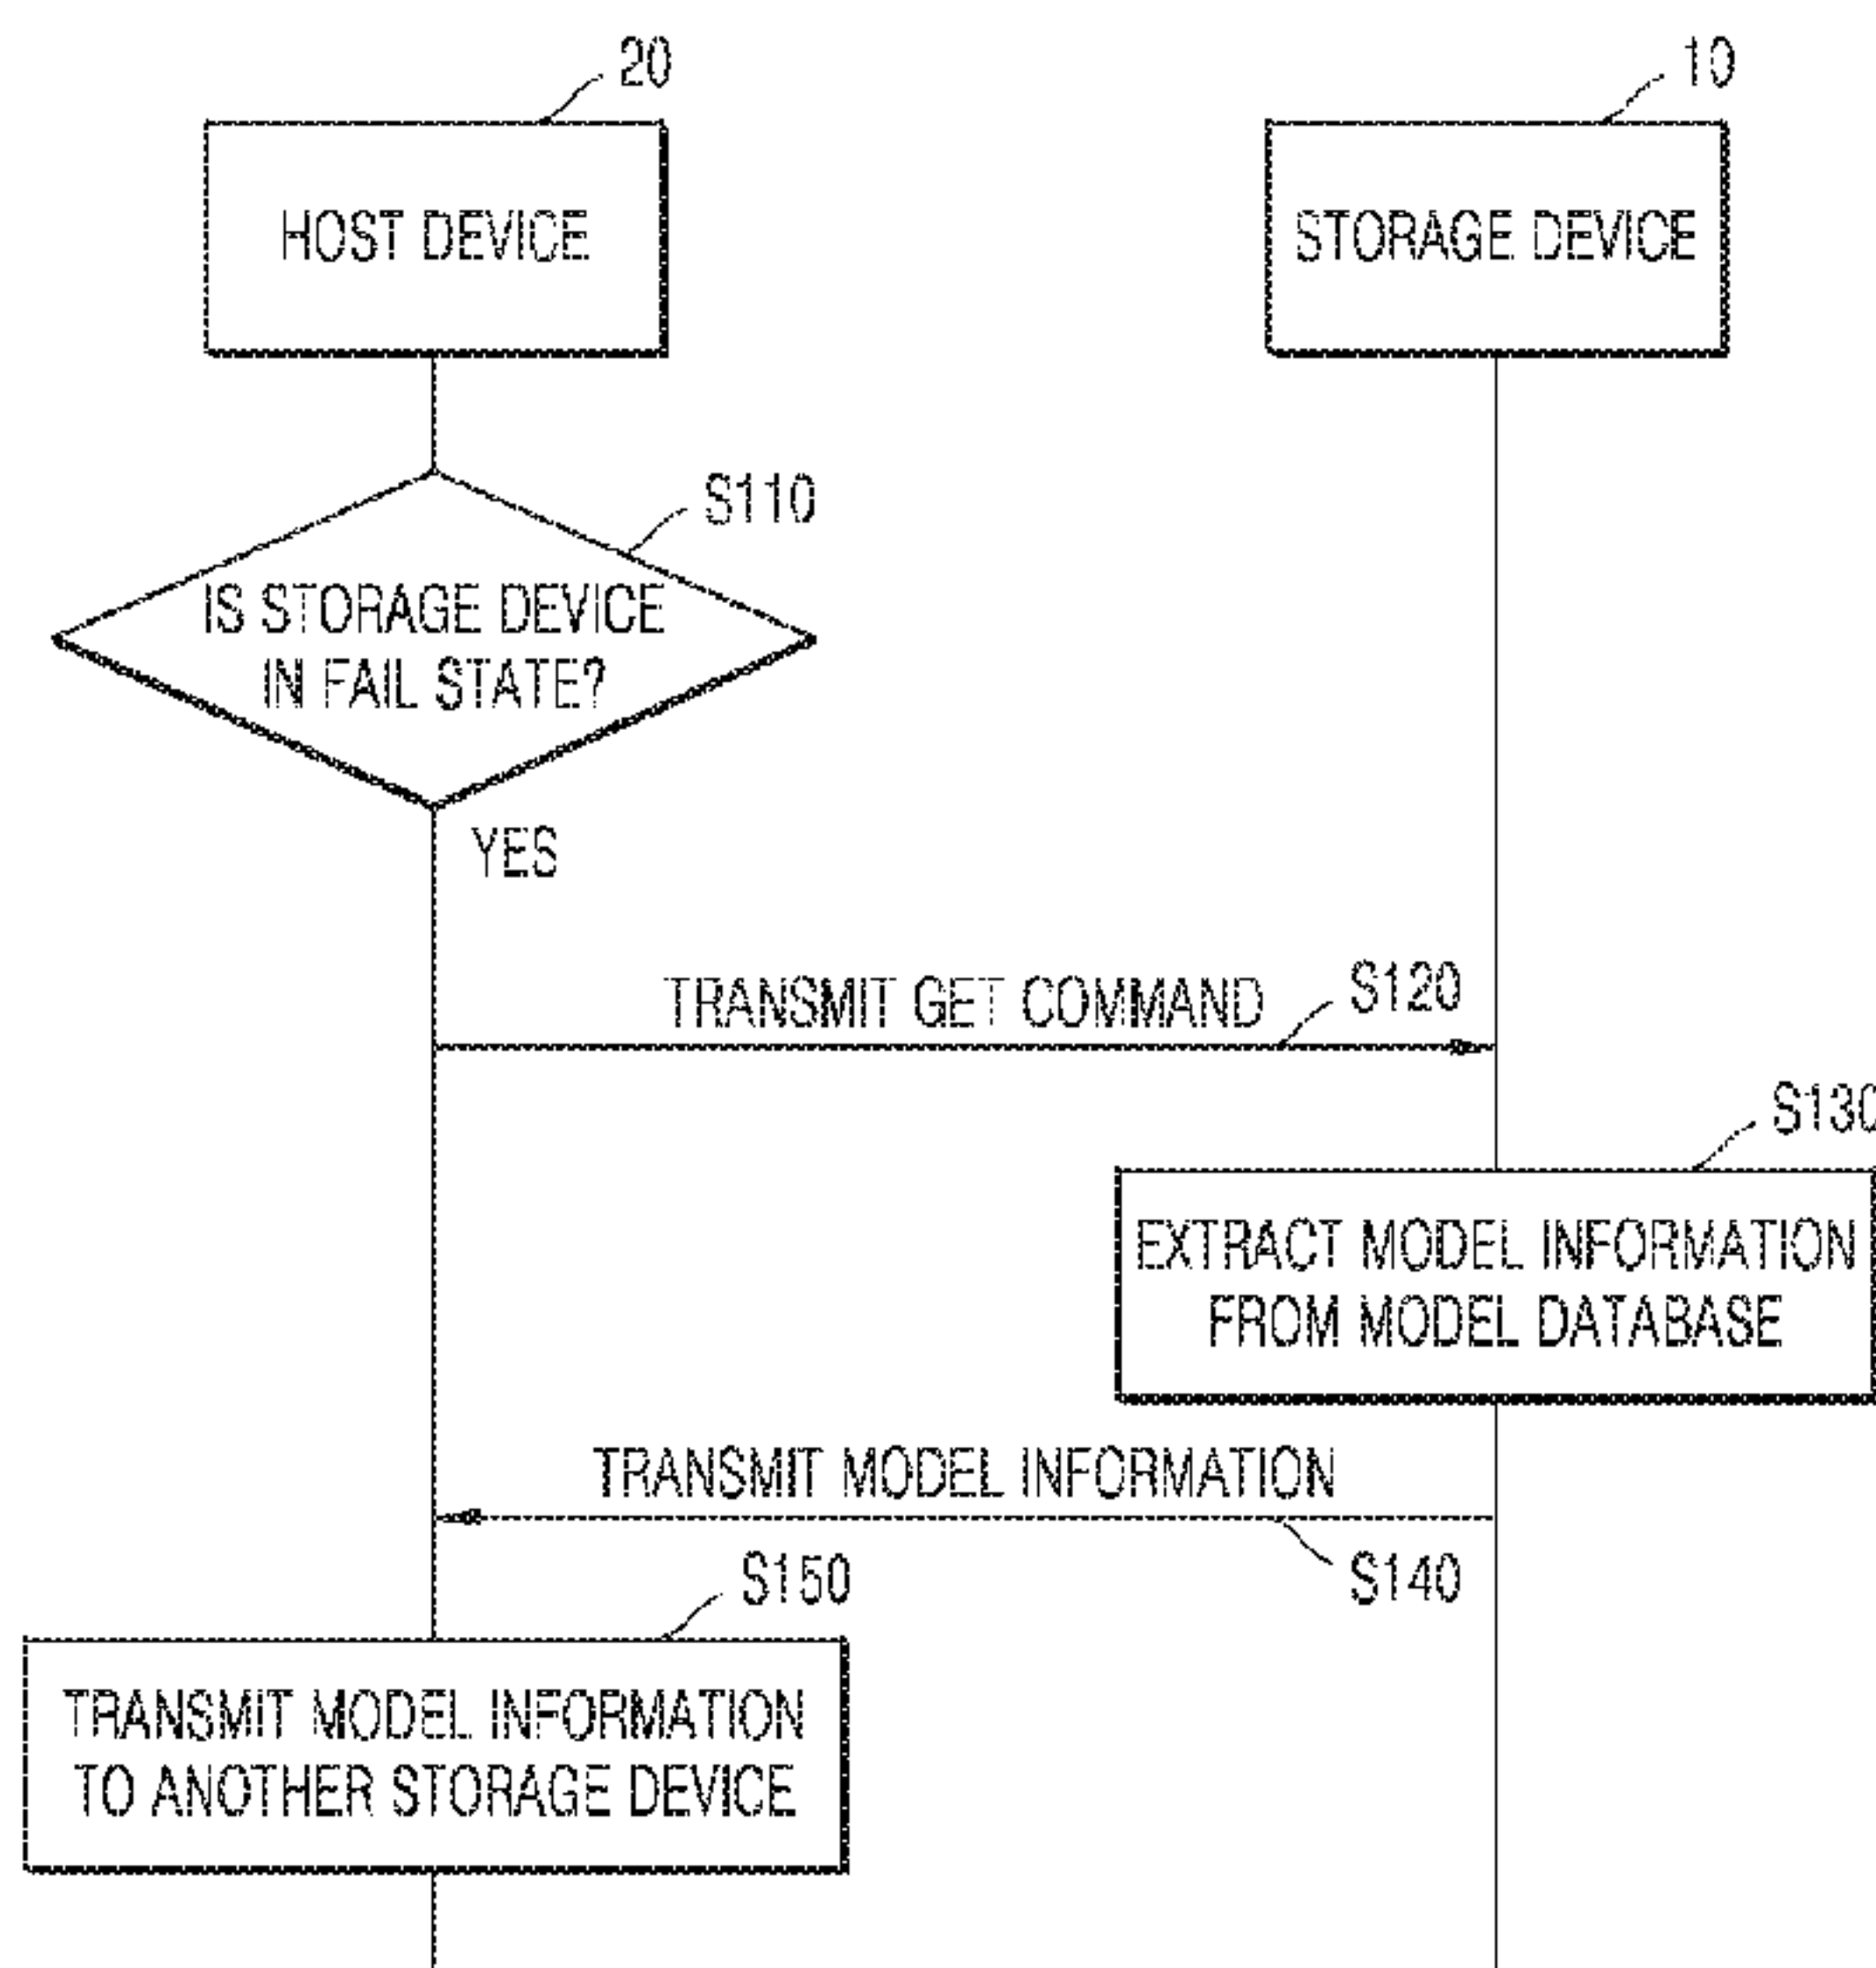 20
10
HOST DEVICE
STORAGE DEVICE
S110
IS STORAGE DEVICE
IN FAIL STATE?
YES
TRANSMIT GET COMMAND
S120
S130
EXTRACT MODEL INFORMATION
FROM MODEL DATABASE
TRANSMIT MODEL INFORMATION
S140
S150
TRANSMIT MODEL INFORMATION
TO ANOTHER STORAGE DEVICE